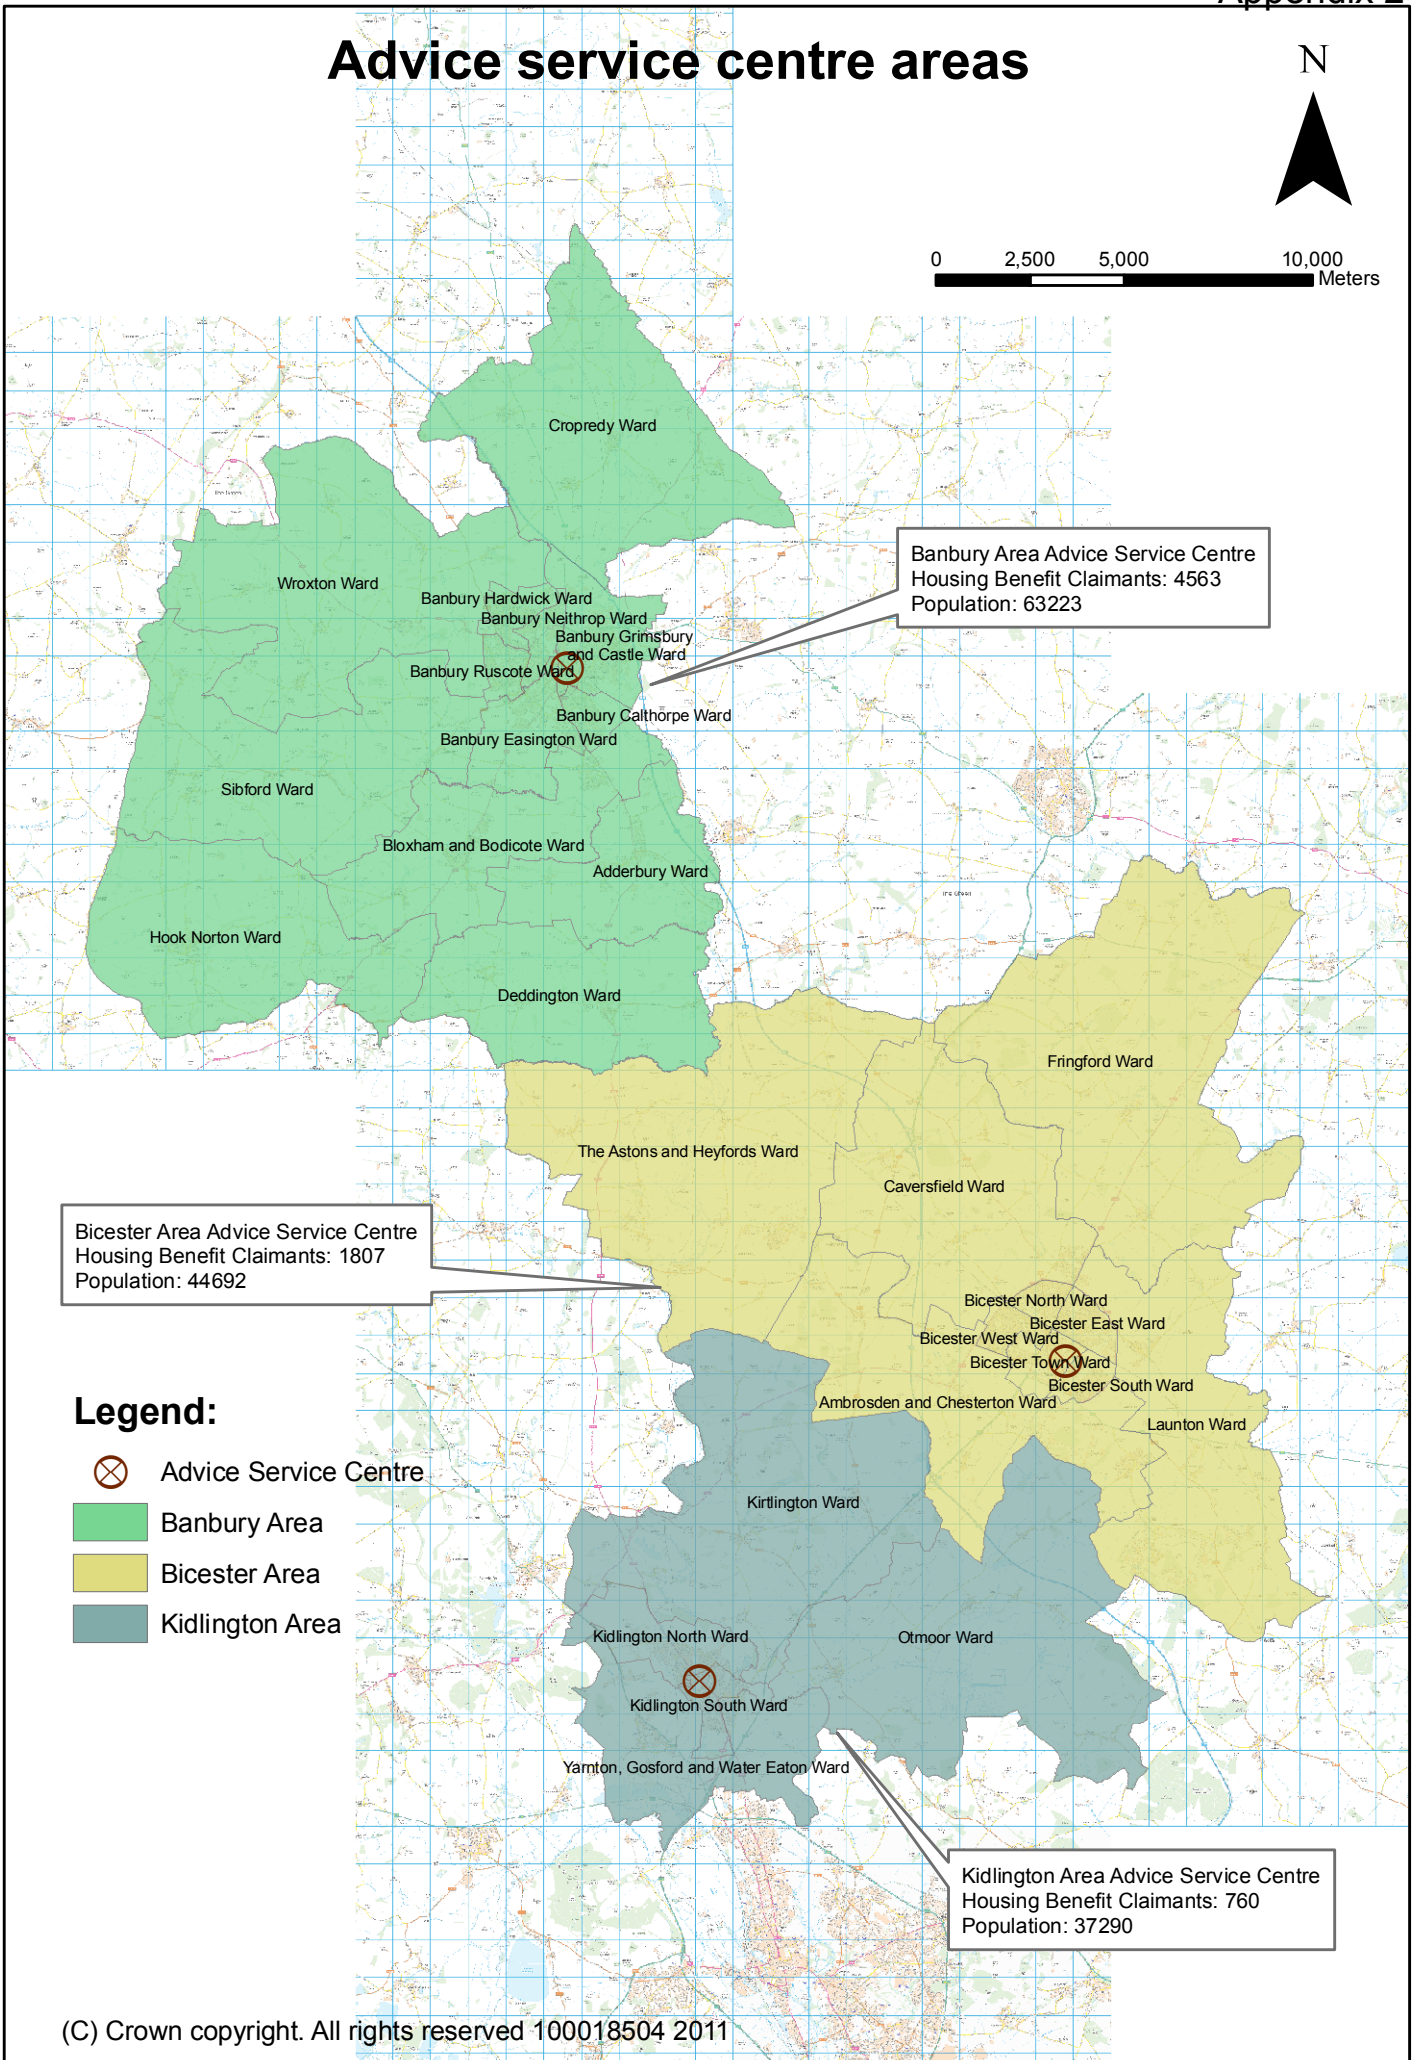 Appendix 2
Advice service centre areas
N
0 2,500 5,000 10,000
Meters
Cropredy Ward
Banbury Area Advice Service Centre
Housing Benefit Claimants: 4563
Population: 63223
Wroxton Ward
Banbury Hardwick Ward
Banbury Neithrop Ward
Banbury Grimsbury
and Castle Ward
Banbury Ruscote Ward
Banbury Calthorpe Ward
Banbury Easington Ward
Sibford Ward
Bloxham and Bodicote Ward
Adderbury Ward
Hook Norton Ward
Deddington Ward
Fringford Ward
The Astons and Heyfords Ward
Caversfield Ward
Bicester Area Advice Service Centre
Housing Benefit Claimants: 1807
Population: 44692
Bicester North Ward
Bicester East Ward
Bicester West Ward
Bicester Town Ward
Bicester South Ward
Ambrosden and Chesterton Ward
Launton Ward
Legend:
Advice Service Centre
Banbury Area
Bicester Area
Kidlington Area
Kirtlington Ward
Kidlington North Ward
Otmoor Ward
Kidlington South Ward
Yarnton, Gosford and Water Eaton Ward
Kidlington Area Advice Service Centre
Housing Benefit Claimants: 760
Population: 37290
(C) Crown copyright. All rights reserved 100018504 2011